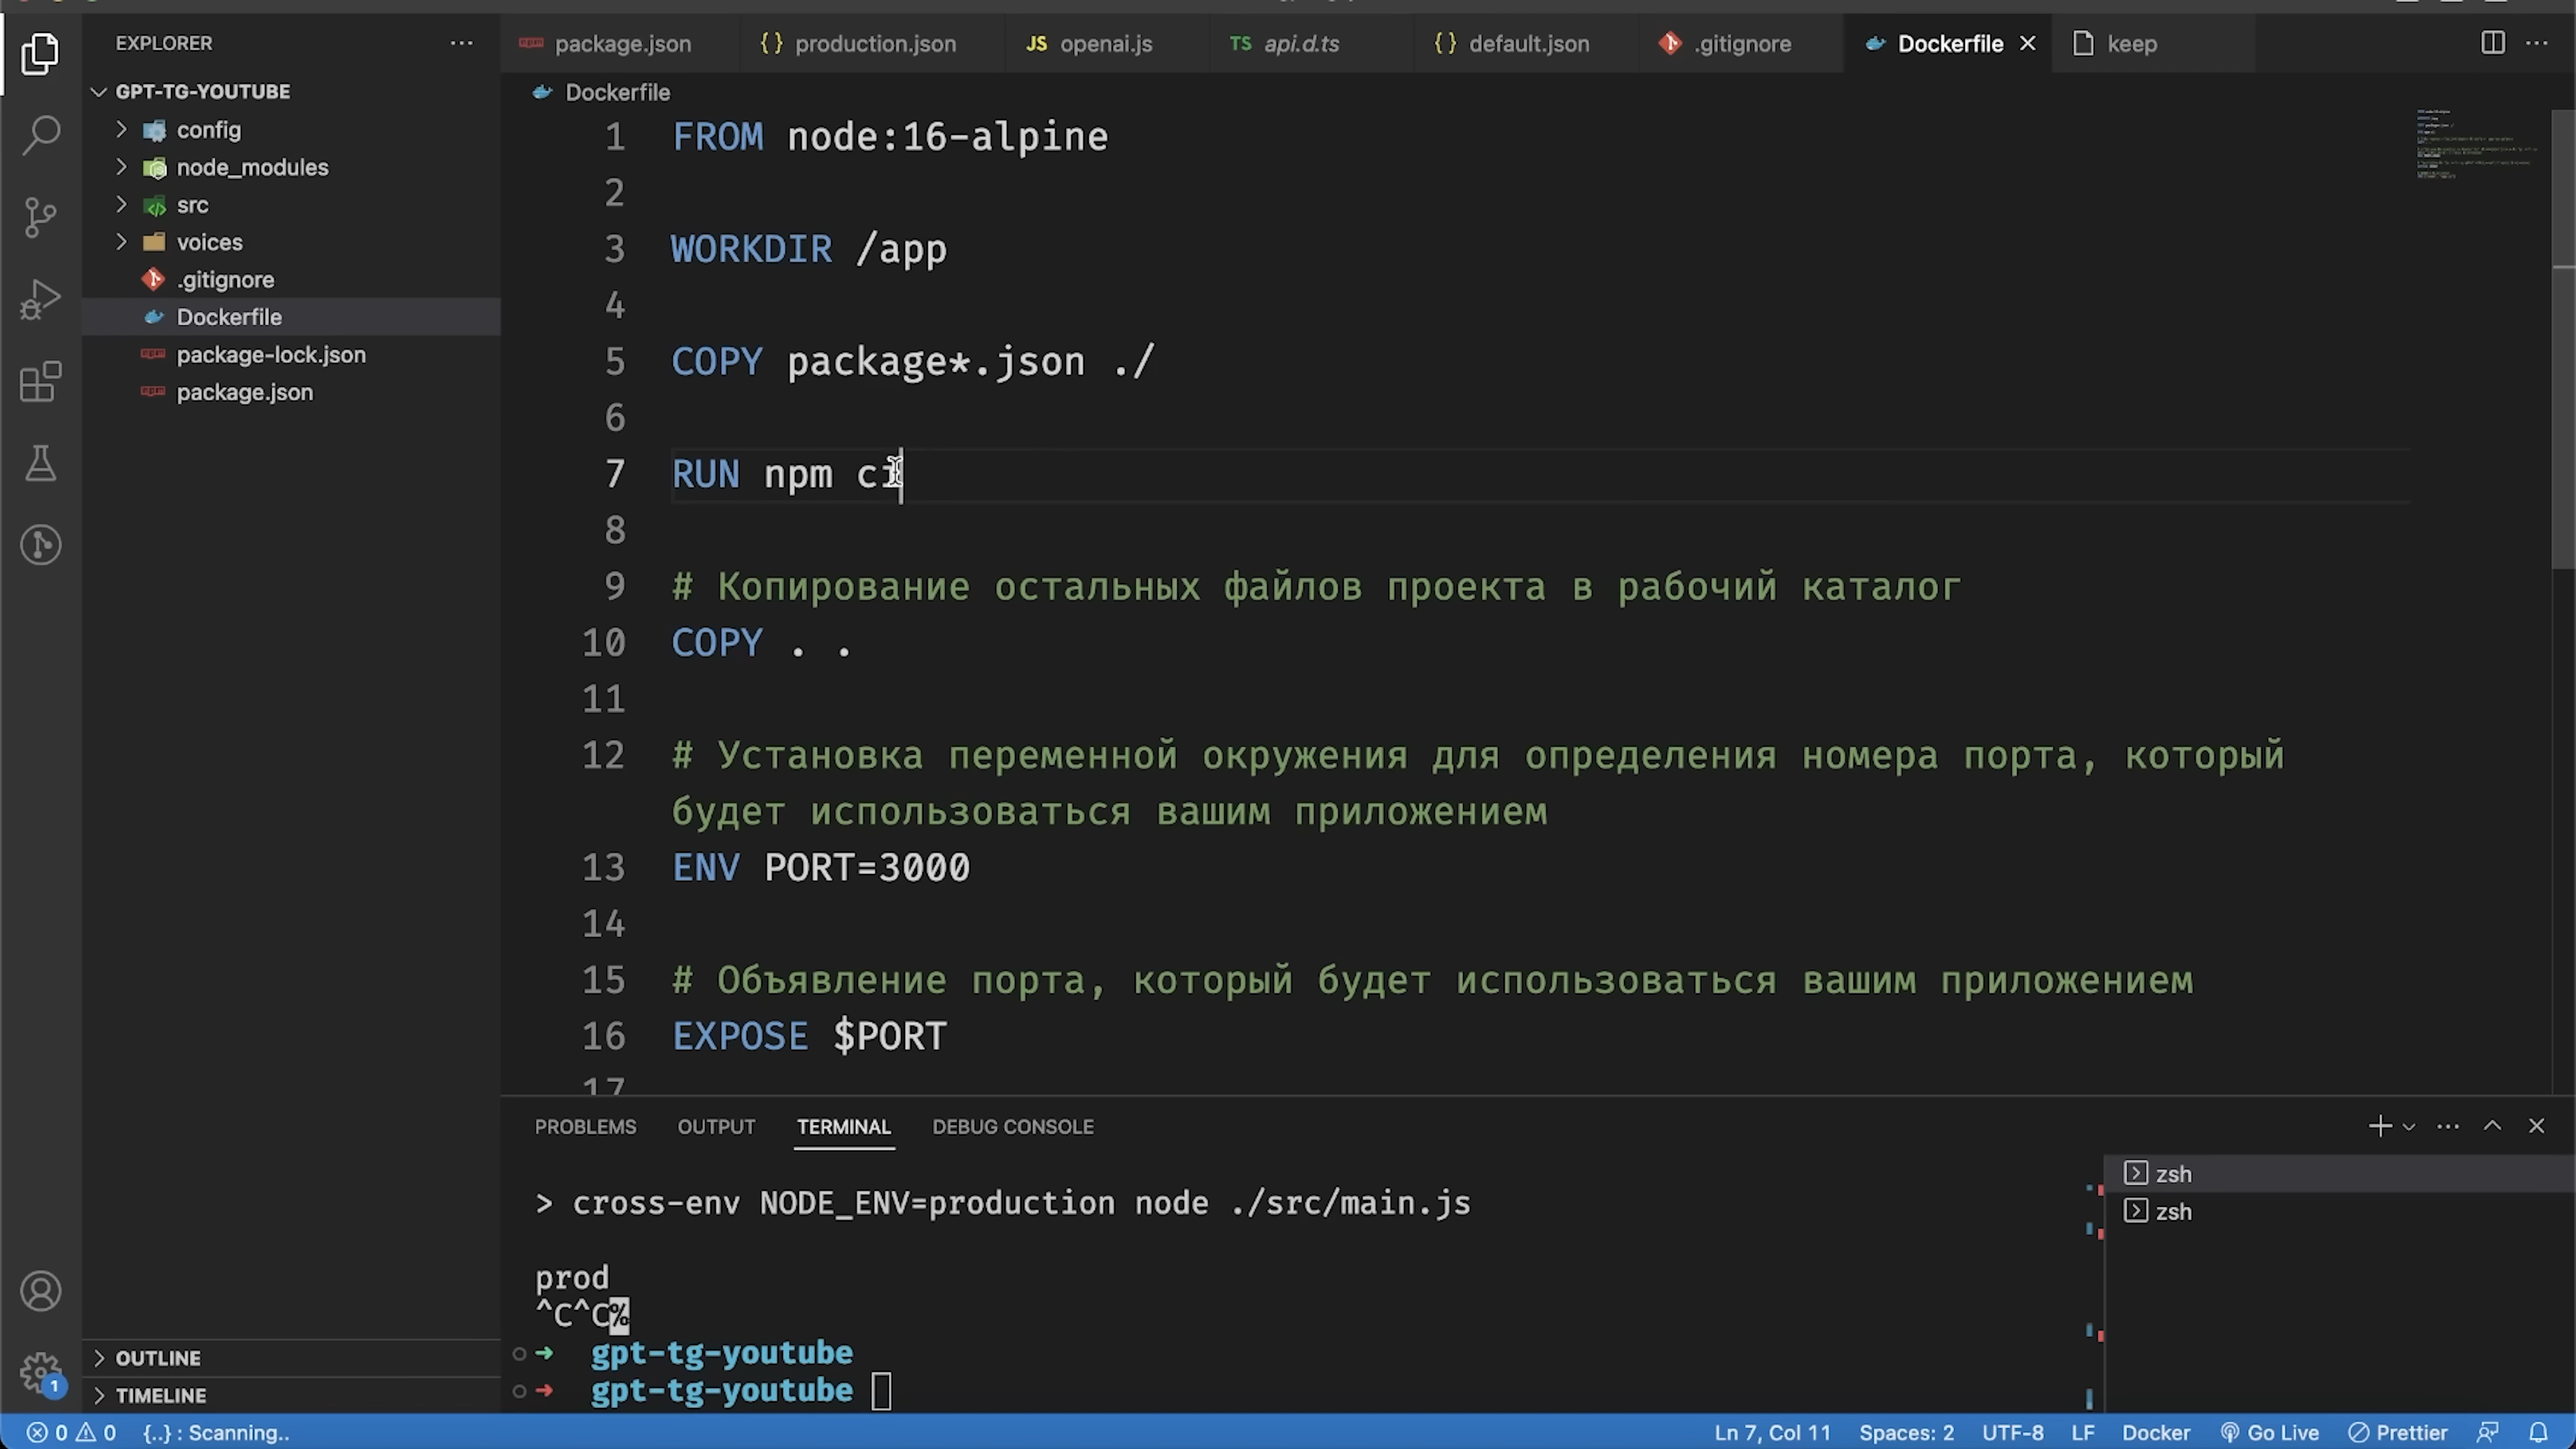 EXPLORER
GPT-TG-YOUTUBE
config
node_modules
src
voices
.gitignore
Dockerfile
package-lock.json
package.json
OUTLINE
TIMELINE
package.json
{} production.json
JS openai.js
TS api.d.ts
{} default.json
.gitignore
Dockerfile
keep
Dockerfile
1 FROM node:16-alpine
2
3 WORKDIR /app
4
5 COPY package*.json ./
6
7 RUN npm ci
8
9 # Копирование остальных файлов проекта в рабочий каталог
10 COPY . .
11
12 # Установка переменной окружения для определения номера порта, который
будет использоваться вашим приложением
13 ENV PORT=3000
14
15 # Объявление порта, который будет использоваться вашим приложением
16 EXPOSE $PORT
17
PROBLEMS OUTPUT TERMINAL DEBUG CONSOLE
> cross-env NODE_ENV=production node ./src/main.js
prod
^C^C%
→ gpt-tg-youtube
→ gpt-tg-youtube
zsh
zsh
1
0 0 {..} : Scanning.. Ln 7, Col 11 Spaces: 2 UTF-8 LF Docker Go Live Prettier